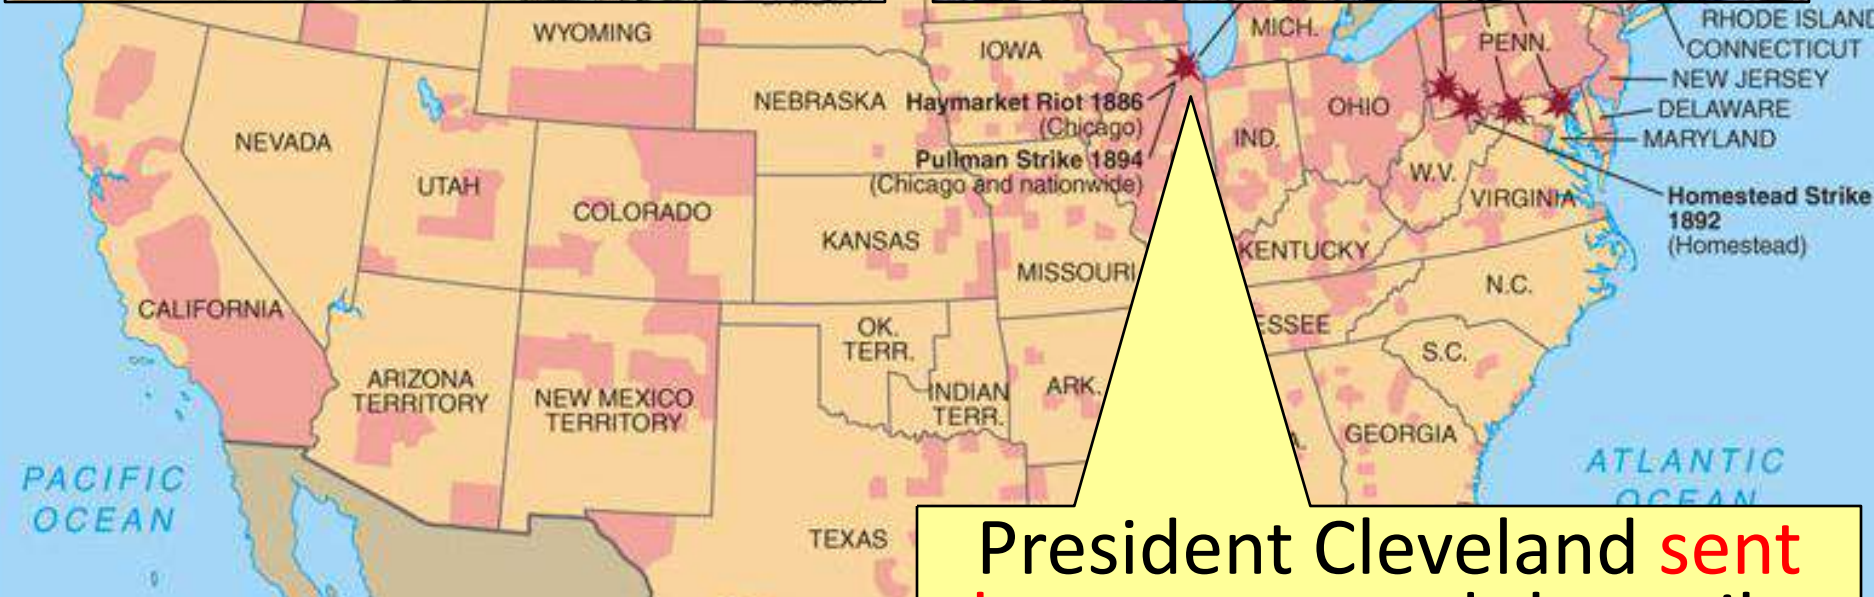 WYOMING
IOWA
MICH.
PENN.
RHODE ISLAND
CONNECTICUT
NEW JERSEY
DELAWARE
MARYLAND
NEVADA
UTAH
COLORADO
NEBRASKA
KANSAS
Haymarket Riot 1886
(Chicago)
Pullman Strike 1894
(Chicago and nationwide)
IND.
OHIO
W.V.
VIRGINIA
Homestead Strike
1892
(Homestead)
KENTUCKY
MISSOURI
CALIFORNIA
ARIZONA
TERRITORY
NEW MEXICO
TERRITORY
OK.
TERR.
INDIAN
TERR.
ARK.
ESSEE
N.C.
S.C.
GEORGIA
A.
TEXAS
PACIFIC
OCEAN
ATLANTIC
OCEAN
President Cleveland sent